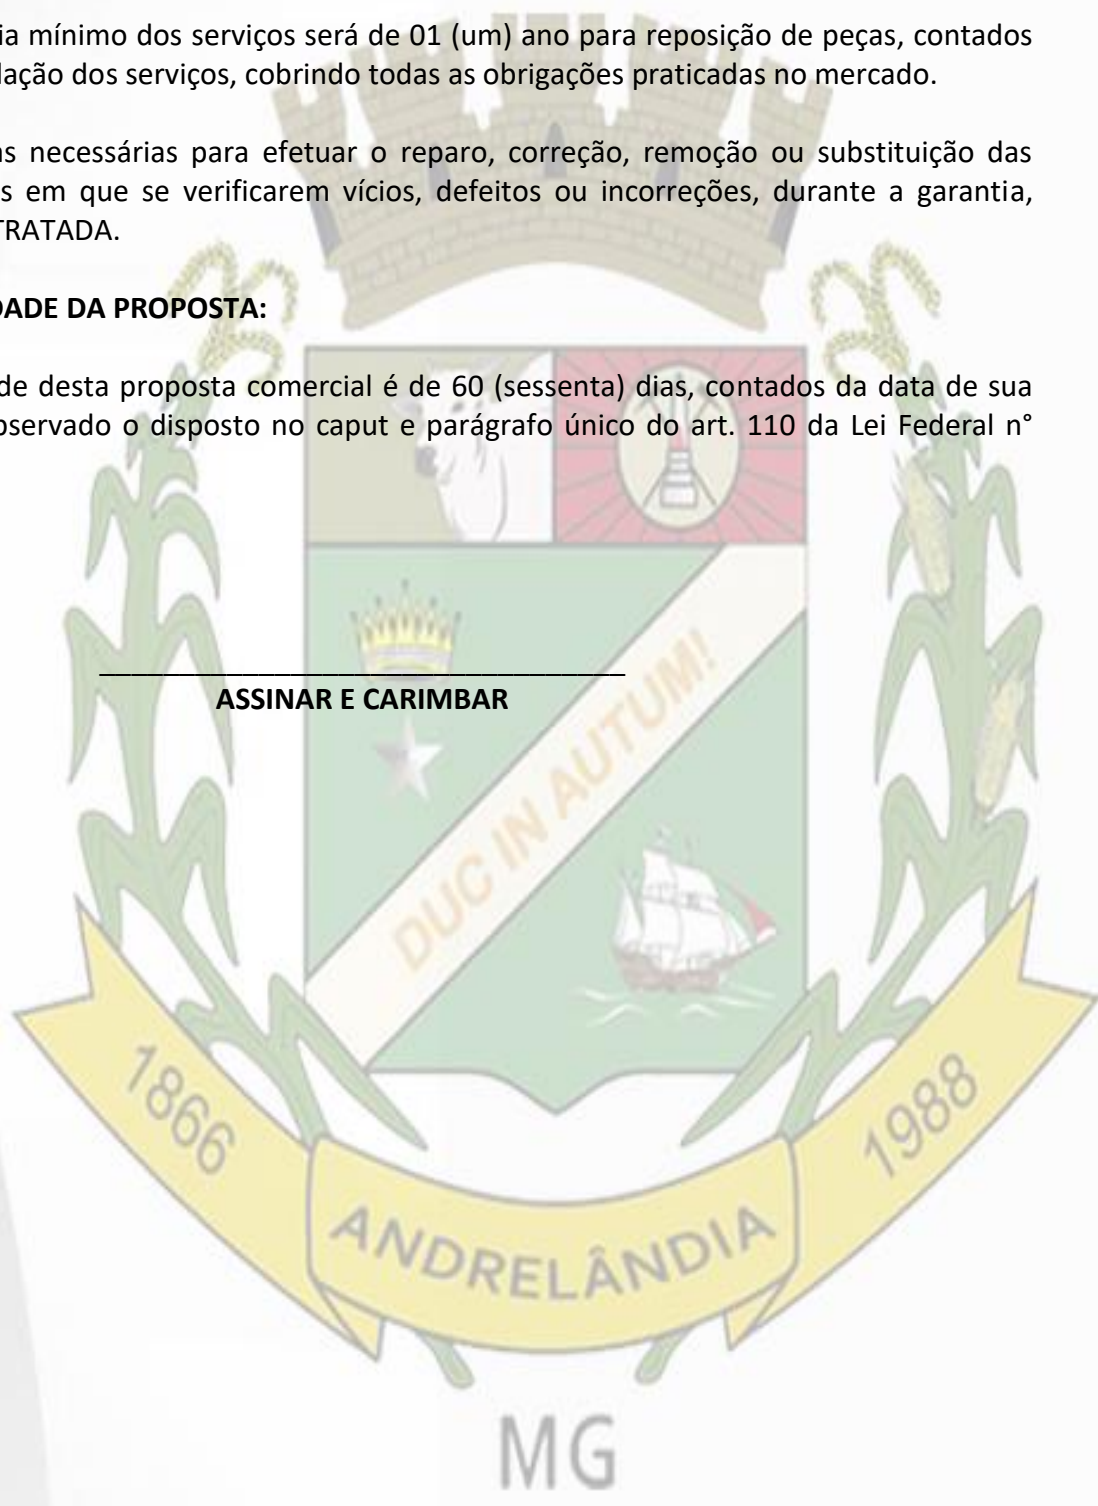 ia mínimo dos serviços será de 01 (um) ano para reposição de peças, contados
lação dos serviços, cobrindo todas as obrigações praticadas no mercado.
as necessárias para efetuar o reparo, correção, remoção ou substituição das
s em que se verificarem vícios, defeitos ou incorreções, durante a garantia,
TRATADA.
DADE DA PROPOSTA:
de desta proposta comercial é de 60 (sessenta) dias, contados da data de sua
bservado o disposto no caput e parágrafo único do art. 110 da Lei Federal n°
ASSINAR E CARIMBAR
DUC IN AUTUM!
1866
1988
ANDRELÂNDIA
MG